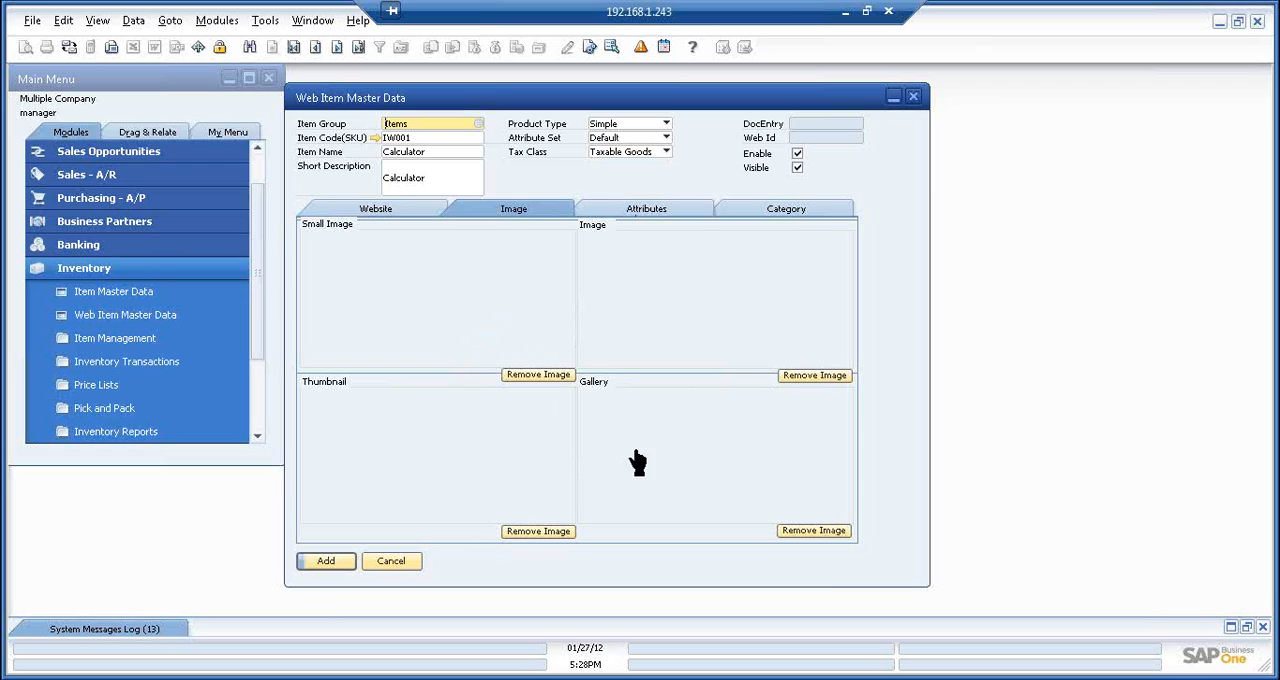 192.168.1.243
File Edit View Data Goto Modules Tools Window Help
Main Menu
Multiple Company
manager
Modules Drag & Relate My Menu
Sales Opportunities
Sales - A/R
Purchasing - A/P
Business Partners
Banking
Inventory
Item Master Data
Web Item Master Data
Item Management
Inventory Transactions
Price Lists
Pick and Pack
Inventory Reports
Web Item Master Data
Item Group Items Product Type Simple DocEntry
Item Code(SKU) IW001 Attribute Set Default Web Id
Item Name Calculator Tax Class Taxable Goods Enable
Short Description Calculator Visible
Website Image Attributes Category
Small Image Image
Remove Image Remove Image
Thumbnail Gallery
Remove Image Remove Image
Add Cancel
System Messages Log (13)
01/27/12
5:28PM
SAP Business One